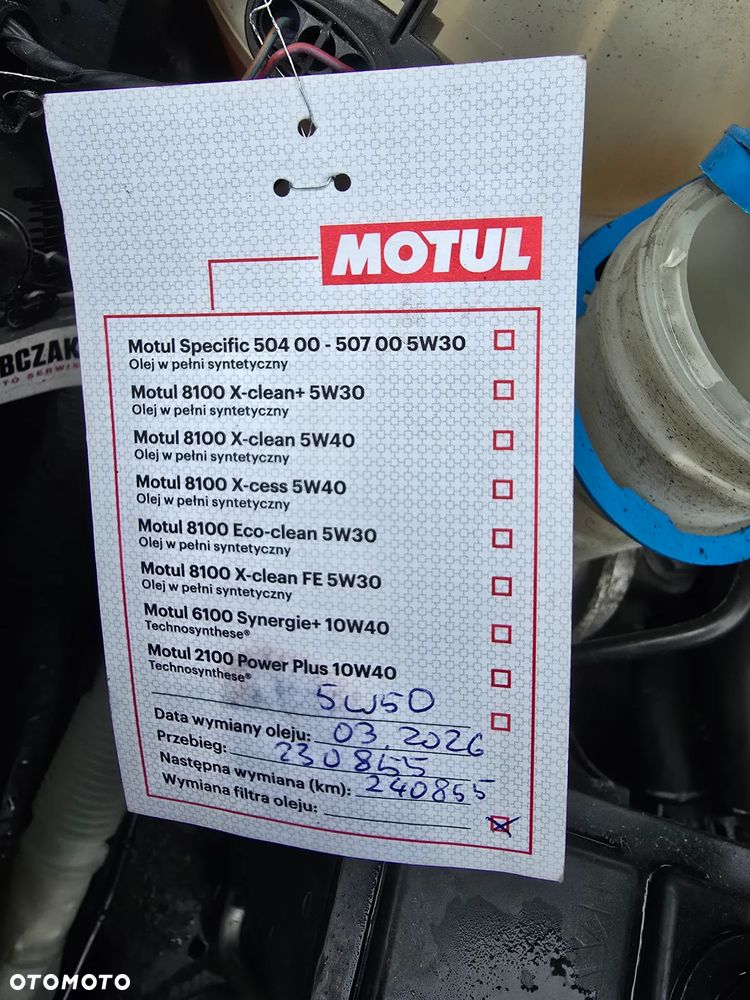 MOTUL
Motul Specific 504 00 - 507 00 5W30
Olej w pełni syntetyczny
Motul 8100 X-clean+ 5W30
Olej w pełni syntetyczny
Motul 8100 X-clean 5W40
Olej w pełni syntetyczny
Motul 8100 X-cess 5W40
Olej w pełni syntetyczny
Motul 8100 Eco-clean 5W30
Olej w pełni syntetyczny
Motul 8100 X-clean FE 5W30
Olej w pełni syntetyczny
Motul 6100 Synergie+ 10W40
Technosynthese®
Motul 2100 Power Plus 10W40
Technosynthese®
5W50
Data wymiany oleju: 03.2026
Przebieg: 230855
Następna wymiana (km): 240855
Wymiana filtra oleju:
BCZAK
TO SERWIS
OTOMOTO